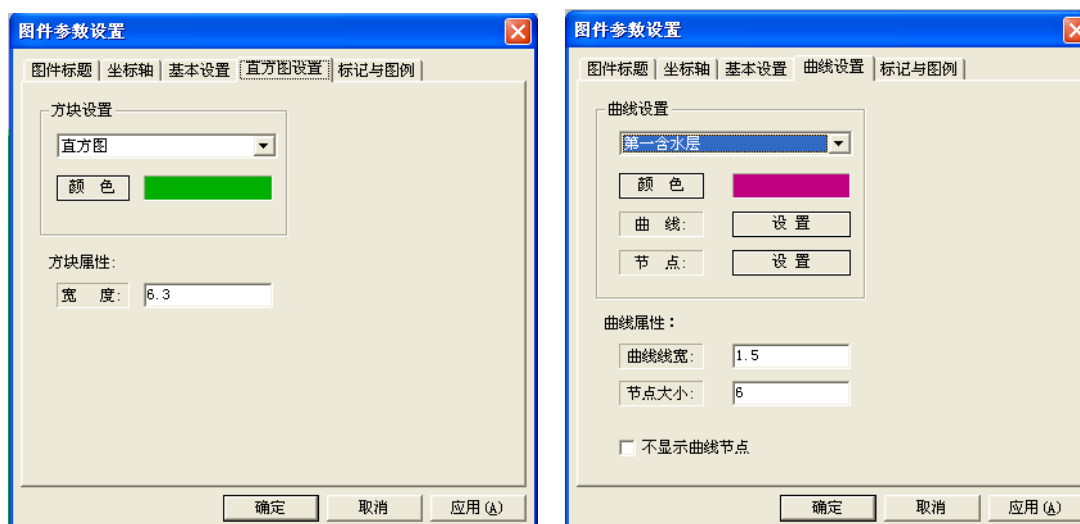 图件参数设置
图件标题 坐标轴 基本设置 直方图设置 标记与图例
方块设置
直方图
颜 色
方块属性:
宽 度: 6.3
确定 取消 应用(A)
图件参数设置
图件标题 坐标轴 基本设置 曲线设置 标记与图例
曲线设置
第一含水层
颜 色
曲 线: 设 置
节 点: 设 置
曲线属性：
曲线线宽: 1.5
节点大小: 6
不显示曲线节点
确定 取消 应用(A)